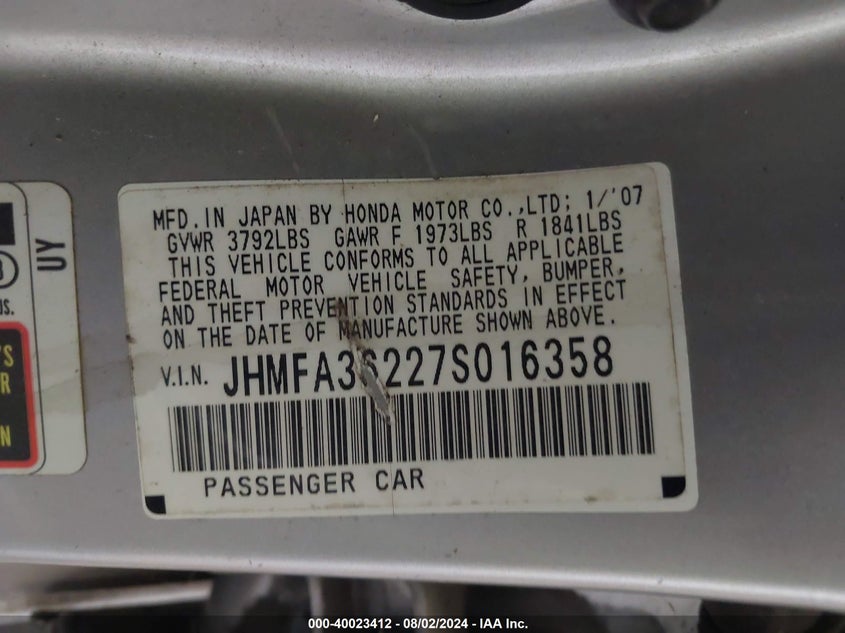 MFD.IN JAPAN BY HONDA MOTOR CO.,LTD; 1/'07
GVWR 3792LBS GAWR F 1973LBS R 1841LBS
THIS VEHICLE CONFORMS TO ALL APPLICABLE
FEDERAL MOTOR VEHICLE SAFETY, BUMPER,
AND THEFT PREVENTION STANDARDS IN EFFECT
ON THE DATE OF MANUFACTURE SHOWN ABOVE.
V.I.N. JHMFA36227S016358
PASSENGER CAR
UY
000-40023412 - 08/02/2024 - IAA Inc.